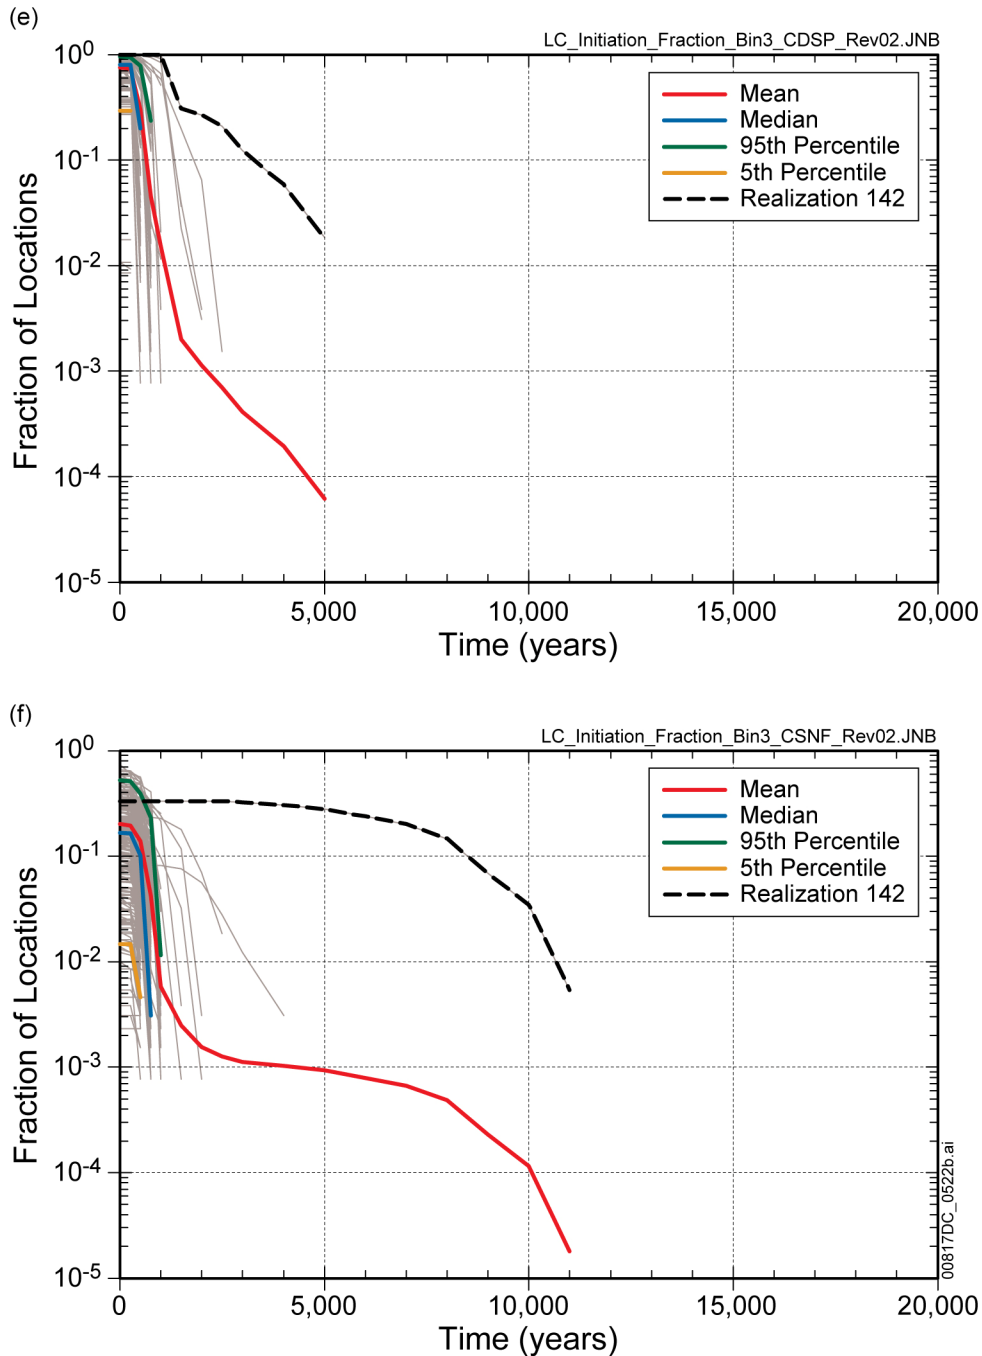 (e)
LC_Initiation_Fraction_Bin3_CDSP_Rev02.JNB
Mean
Median
95th Percentile
5th Percentile
Realization 142
Fraction of Locations
10^0
10^-1
10^-2
10^-3
10^-4
10^-5
0 5,000 10,000 15,000 20,000
Time (years)
(f)
LC_Initiation_Fraction_Bin3_CSNF_Rev02.JNB
Mean
Median
95th Percentile
5th Percentile
Realization 142
Fraction of Locations
10^0
10^-1
10^-2
10^-3
10^-4
10^-5
0 5,000 10,000 15,000 20,000
Time (years)
00817DC_0522b.ai